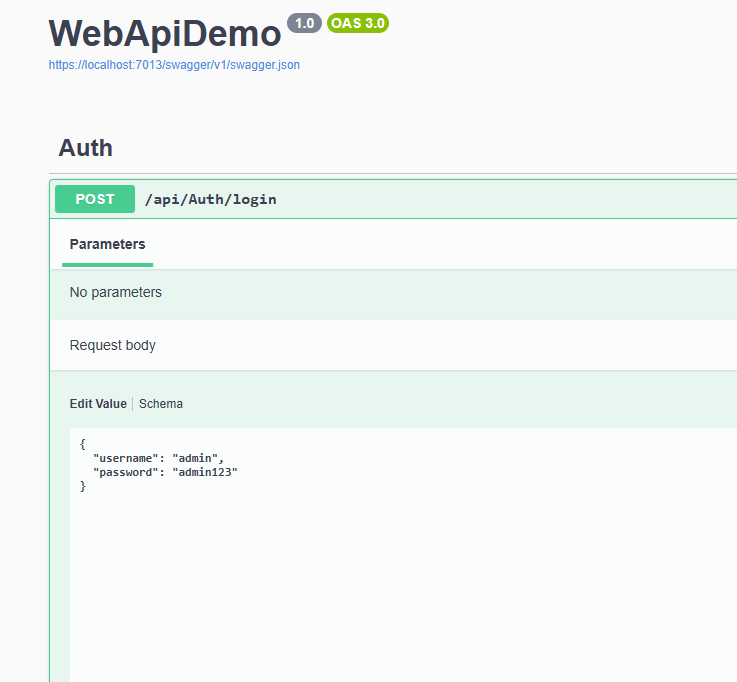 WebApiDemo 1.0 OAS 3.0
https://localhost:7013/swagger/v1/swagger.json
Auth
POST /api/Auth/login
Parameters
No parameters
Request body
Edit Value | Schema
{
  "username": "admin",
  "password": "admin123"
}